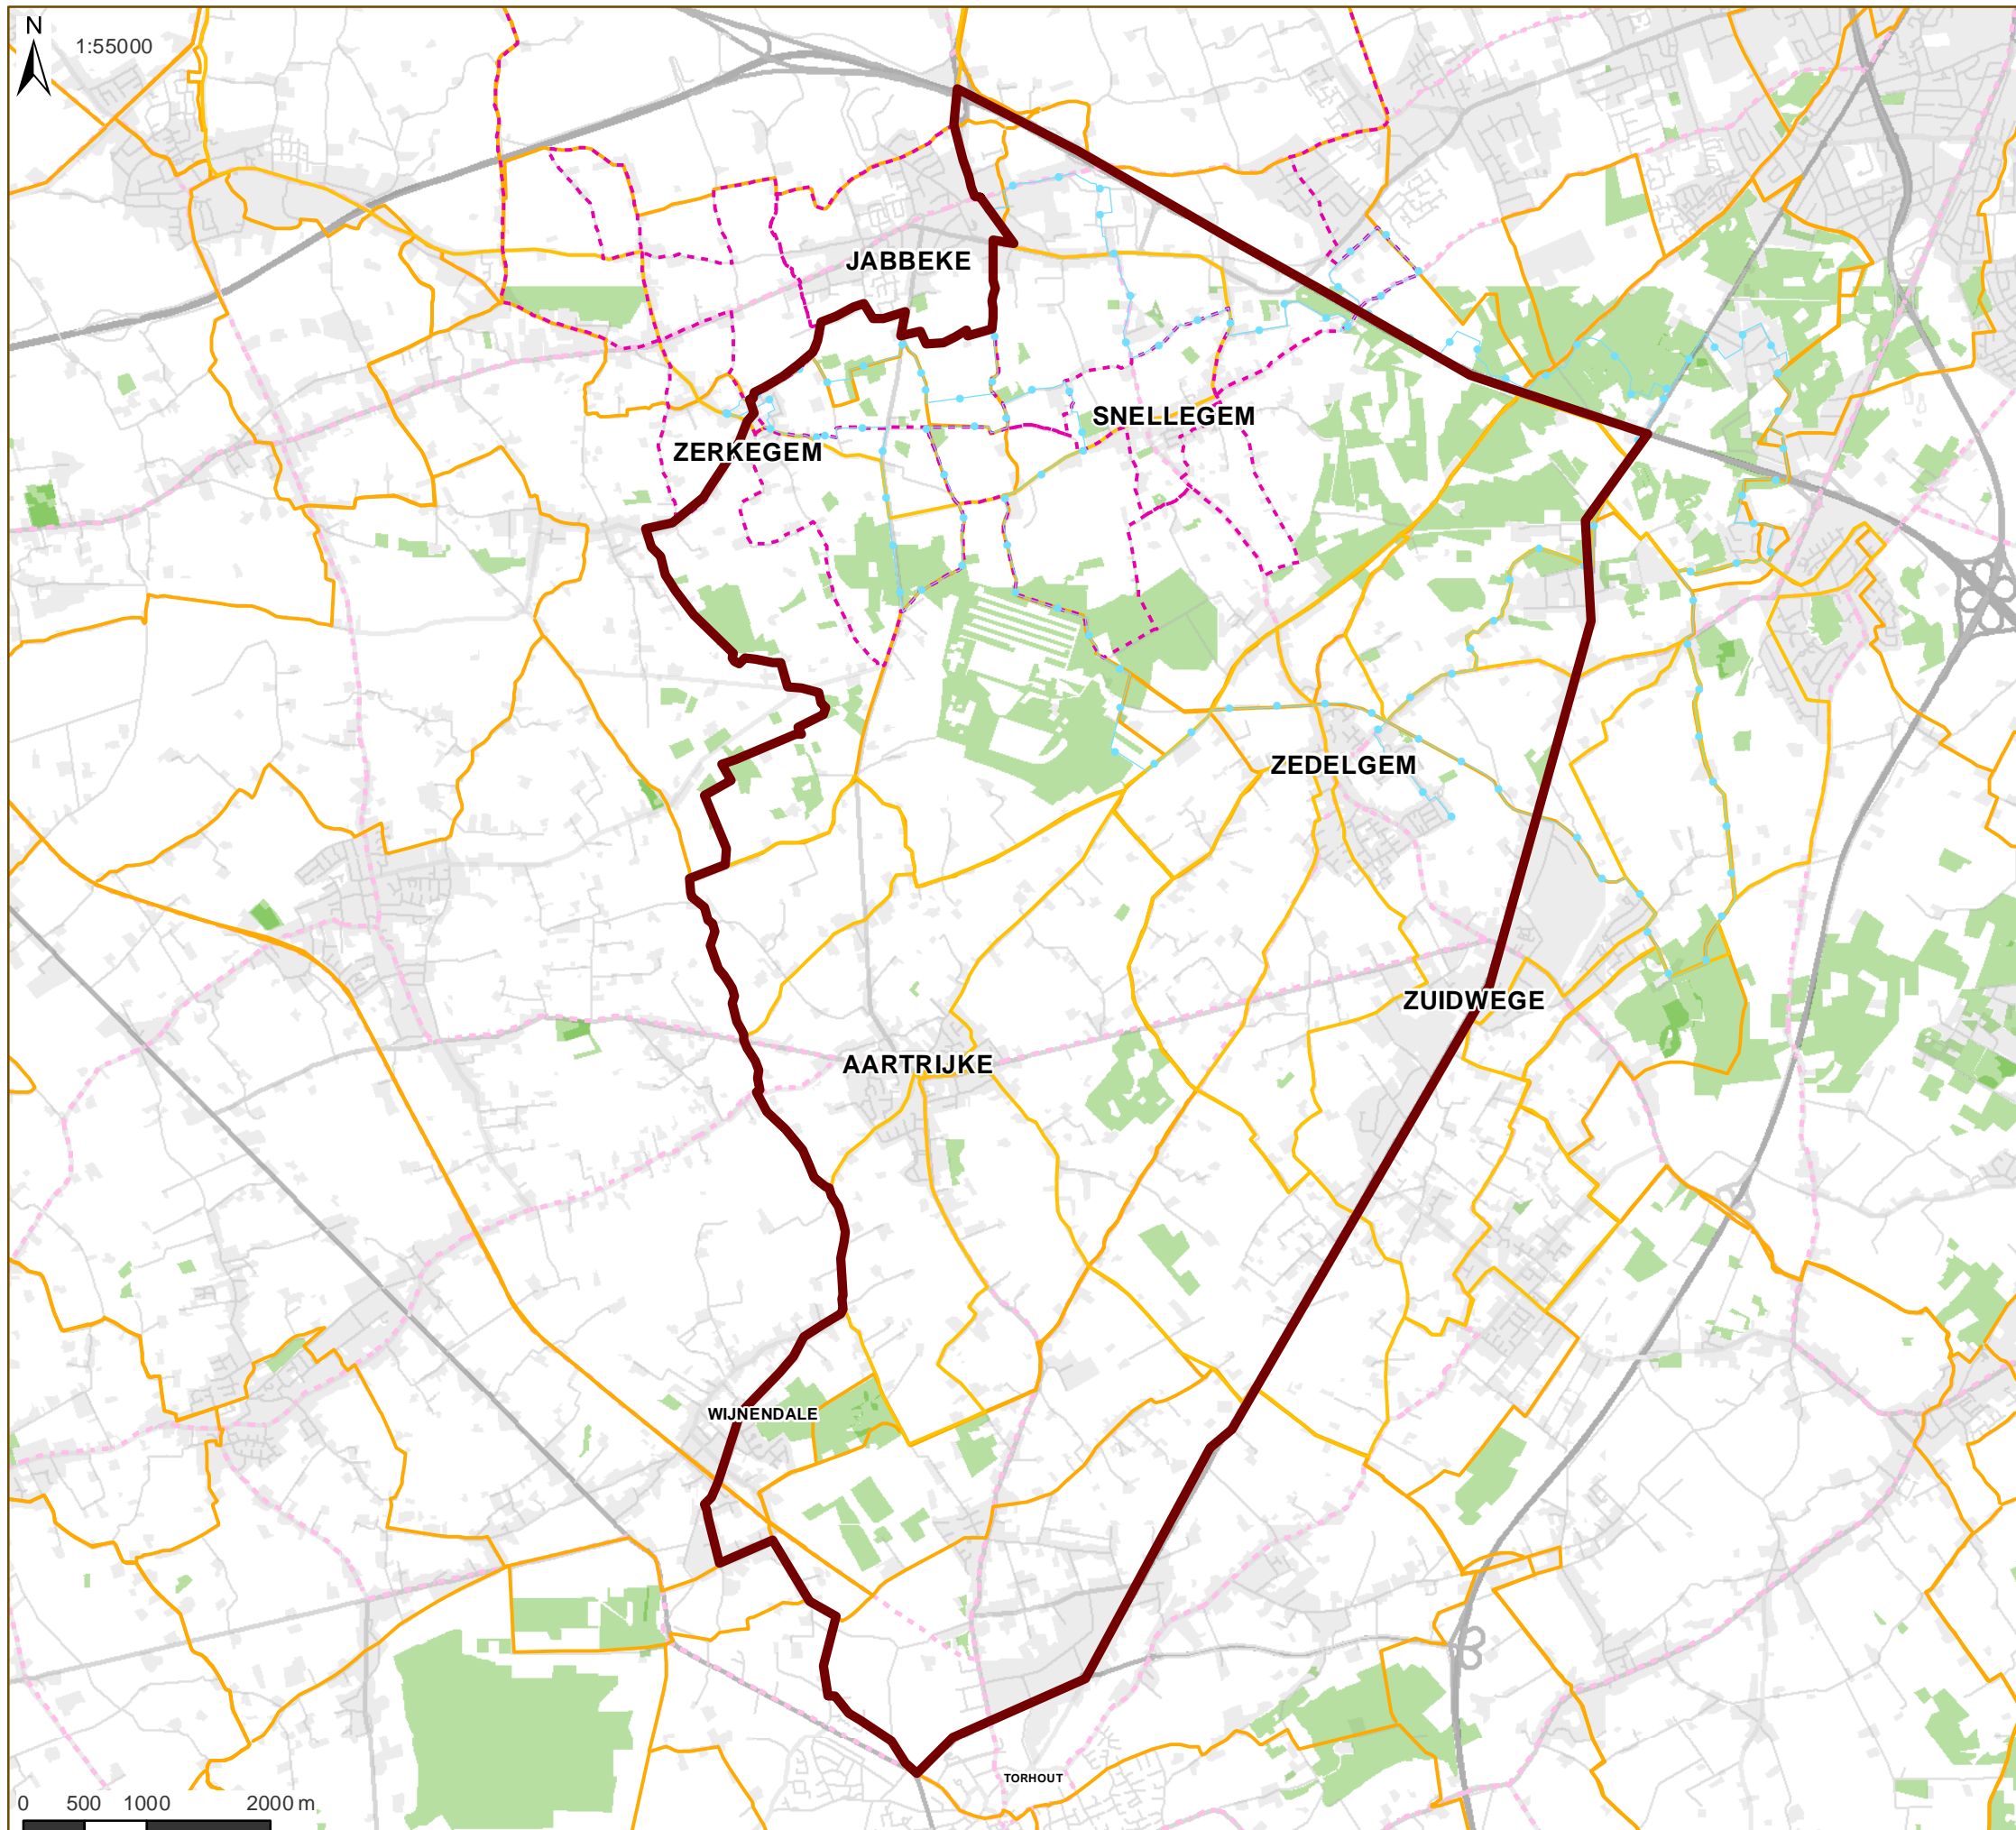 N
1:55000
JABBEKE
SNELLEGEM
ZERKEGEM
ZEDELGEM
ZUIDWEGE
AARTRIJKE
WIJNENDALE
TORHOUT
0 500 1000 2000 m